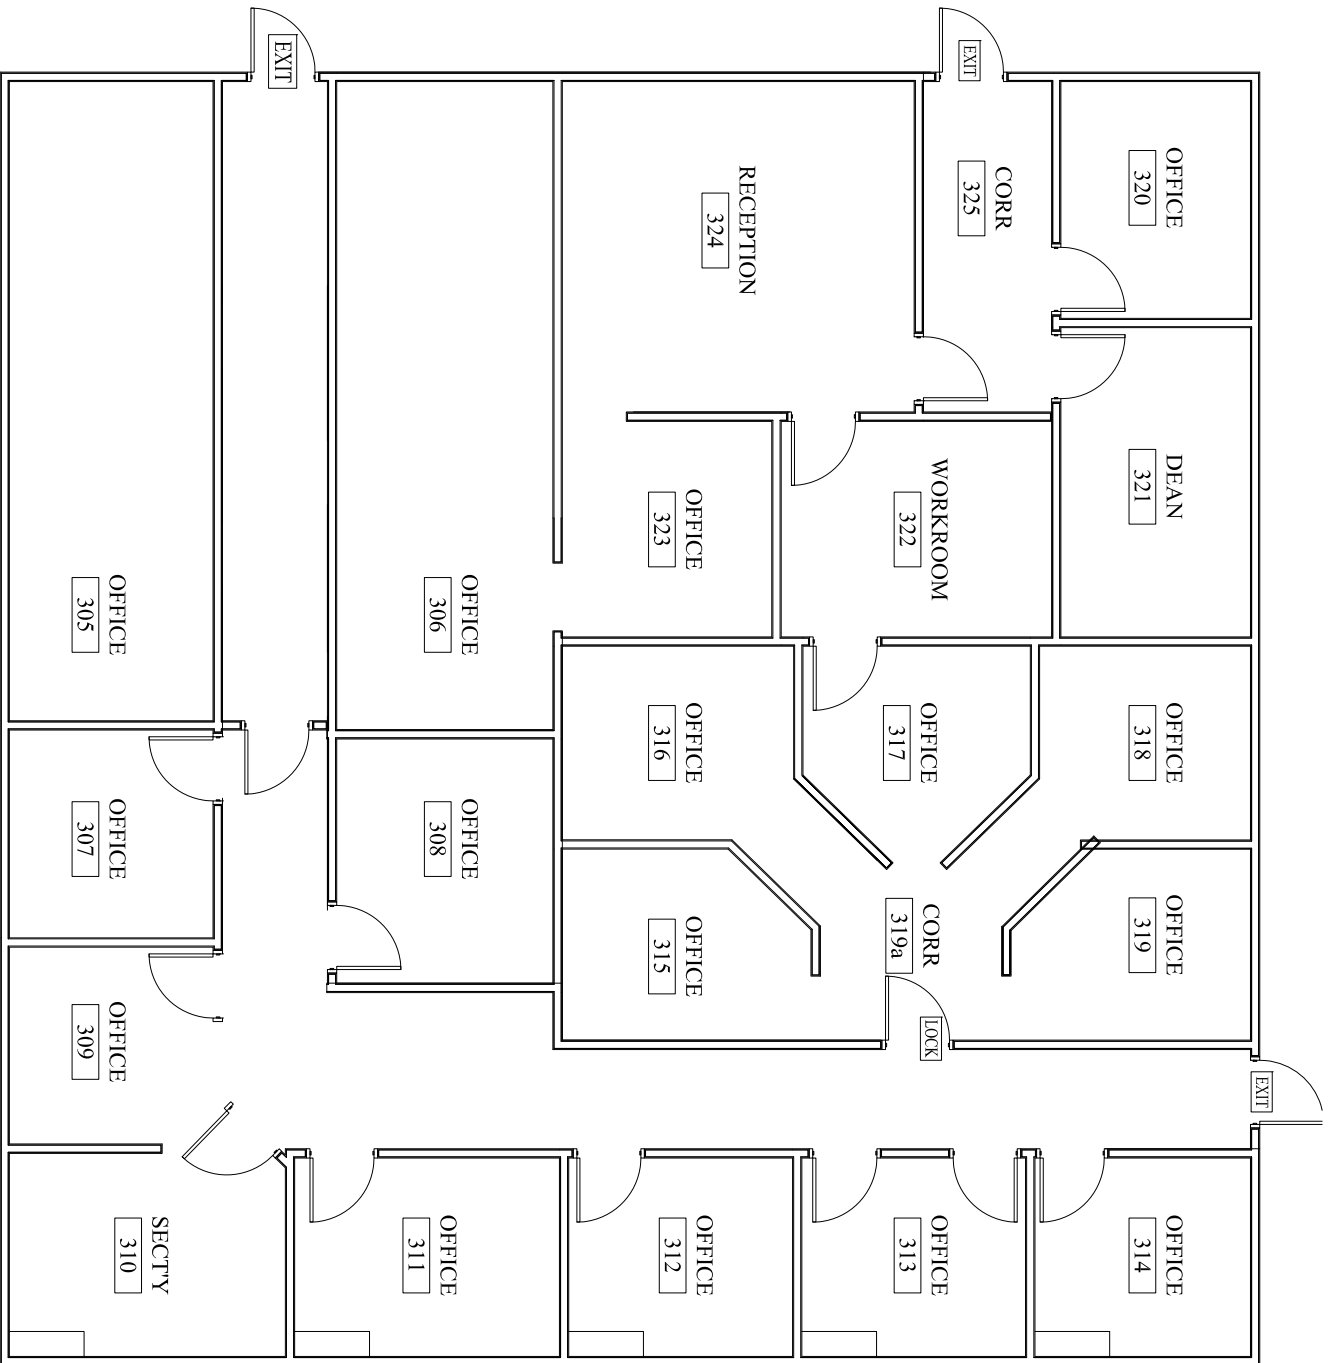 EXIT
EXIT
OFFICE
320
CORR
325
RECEPTION
324
DEAN
321
WORKROOM
322
OFFICE
323
OFFICE
306
OFFICE
305
OFFICE
318
OFFICE
317
OFFICE
316
OFFICE
308
OFFICE
307
OFFICE
319
CORR
319a
OFFICE
315
LOCK
OFFICE
309
EXIT
OFFICE
314
OFFICE
313
OFFICE
312
OFFICE
311
SECT'Y
310